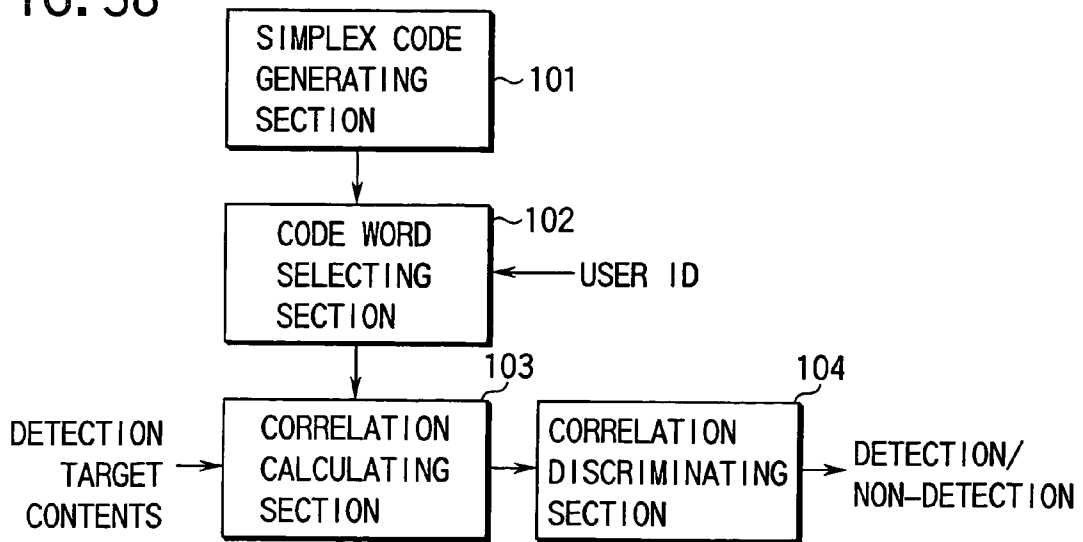 SIMPLEX CODE
GENERATING
SECTION
101
CODE WORD
SELECTING
SECTION
102
USER ID
DETECTION
TARGET
CONTENTS
CORRELATION
CALCULATING
SECTION
103
CORRELATION
DISCRIMINATING
SECTION
104
DETECTION/
NON-DETECTION